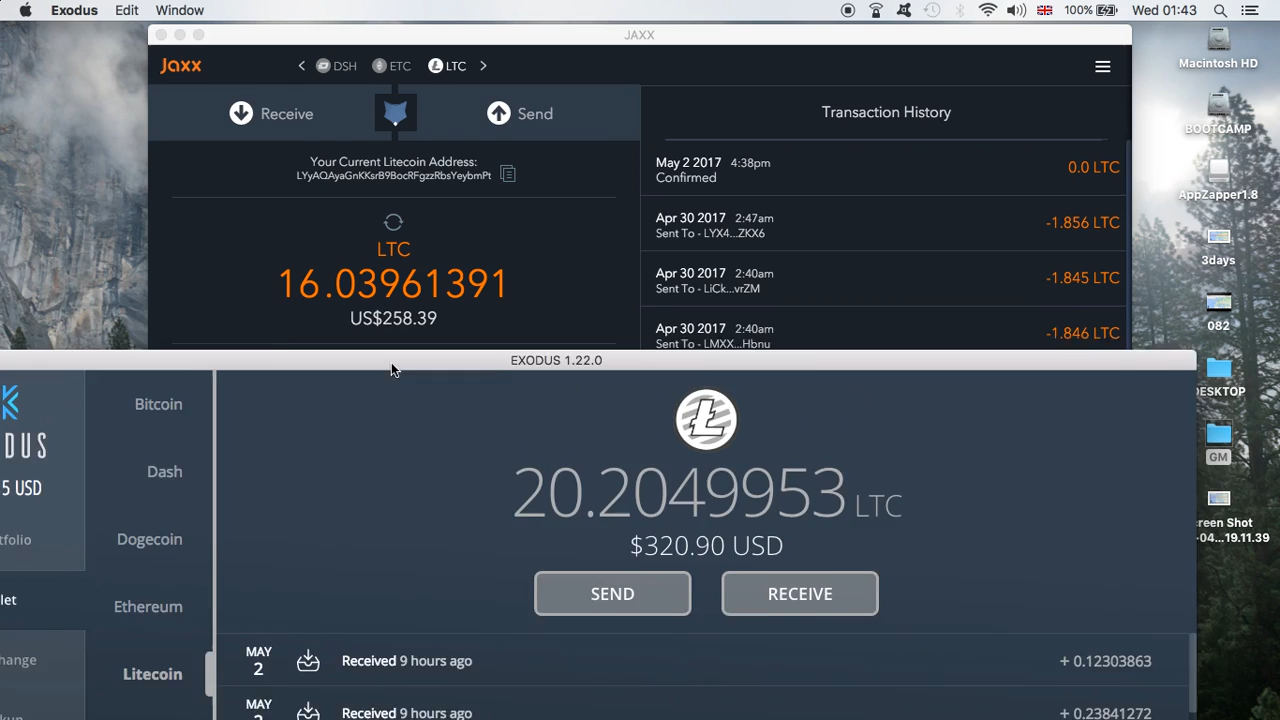 Exodus Edit Window 100% Wed 01:43
JAXX
Jaxx DSH ETC LTC
Receive Send
Transaction History
Your Current Litecoin Address:
LYyAQAyaGnKKsrB9BocRFgzzRbsYeybmPt
LTC
16.03961391
US$258.39
May 2 2017 4:38pm 0.0 LTC
Confirmed
Apr 30 2017 2:47am -1.856 LTC
Sent To - LYX4...ZKX6
Apr 30 2017 2:40am -1.845 LTC
Sent To - LiCk...vrZM
Apr 30 2017 2:40am -1.846 LTC
Sent To - LMXX...Hbnu
Macintosh HD
BOOTCAMP
AppZapper1.8
3days
082
DESKTOP
GM
creen Shot
-04...19.11.39
EXODUS 1.22.0
ODUS
5 USD
tfolio
let
hange
kup
Bitcoin
Dash
Dogecoin
Ethereum
Litecoin
20.2049953 LTC
$320.90 USD
SEND RECEIVE
MAY 2 Received 9 hours ago + 0.12303863
MAY 2 Received 9 hours ago + 0.23841272